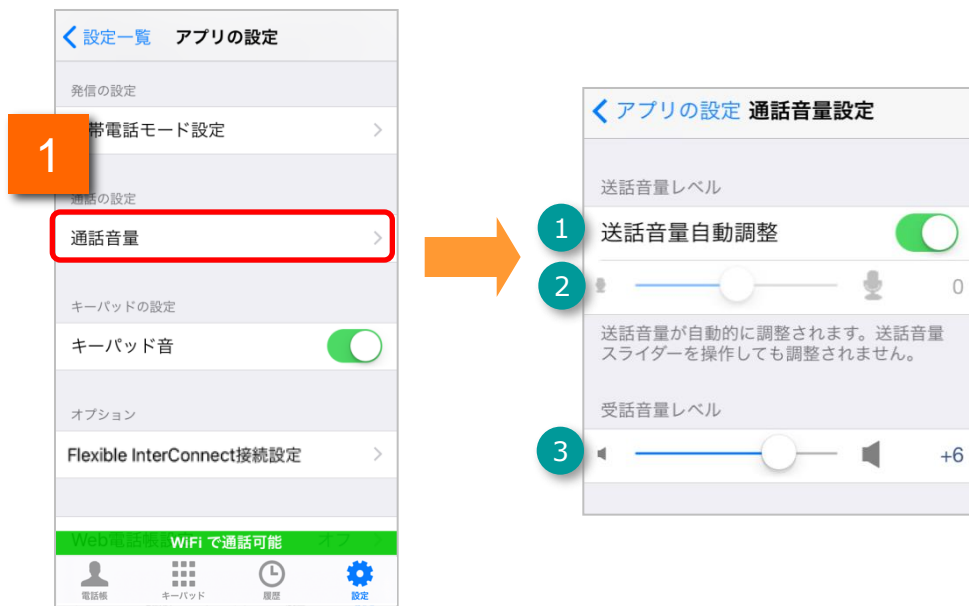 設定一覧 アプリの設定
発信の設定
帯電話モード設定
1
通話の設定
通話音量
キーパッドの設定
キーパッド音
オプション
Flexible InterConnect接続設定
Web電話帳 オフ
WiFi で通話可能
電話帳 キーパッド 履歴 設定
アプリの設定 通話音量設定
送話音量レベル
1 送話音量自動調整
2 0
送話音量が自動的に調整されます。送話音量
スライダーを操作しても調整されません。
受話音量レベル
3 +6